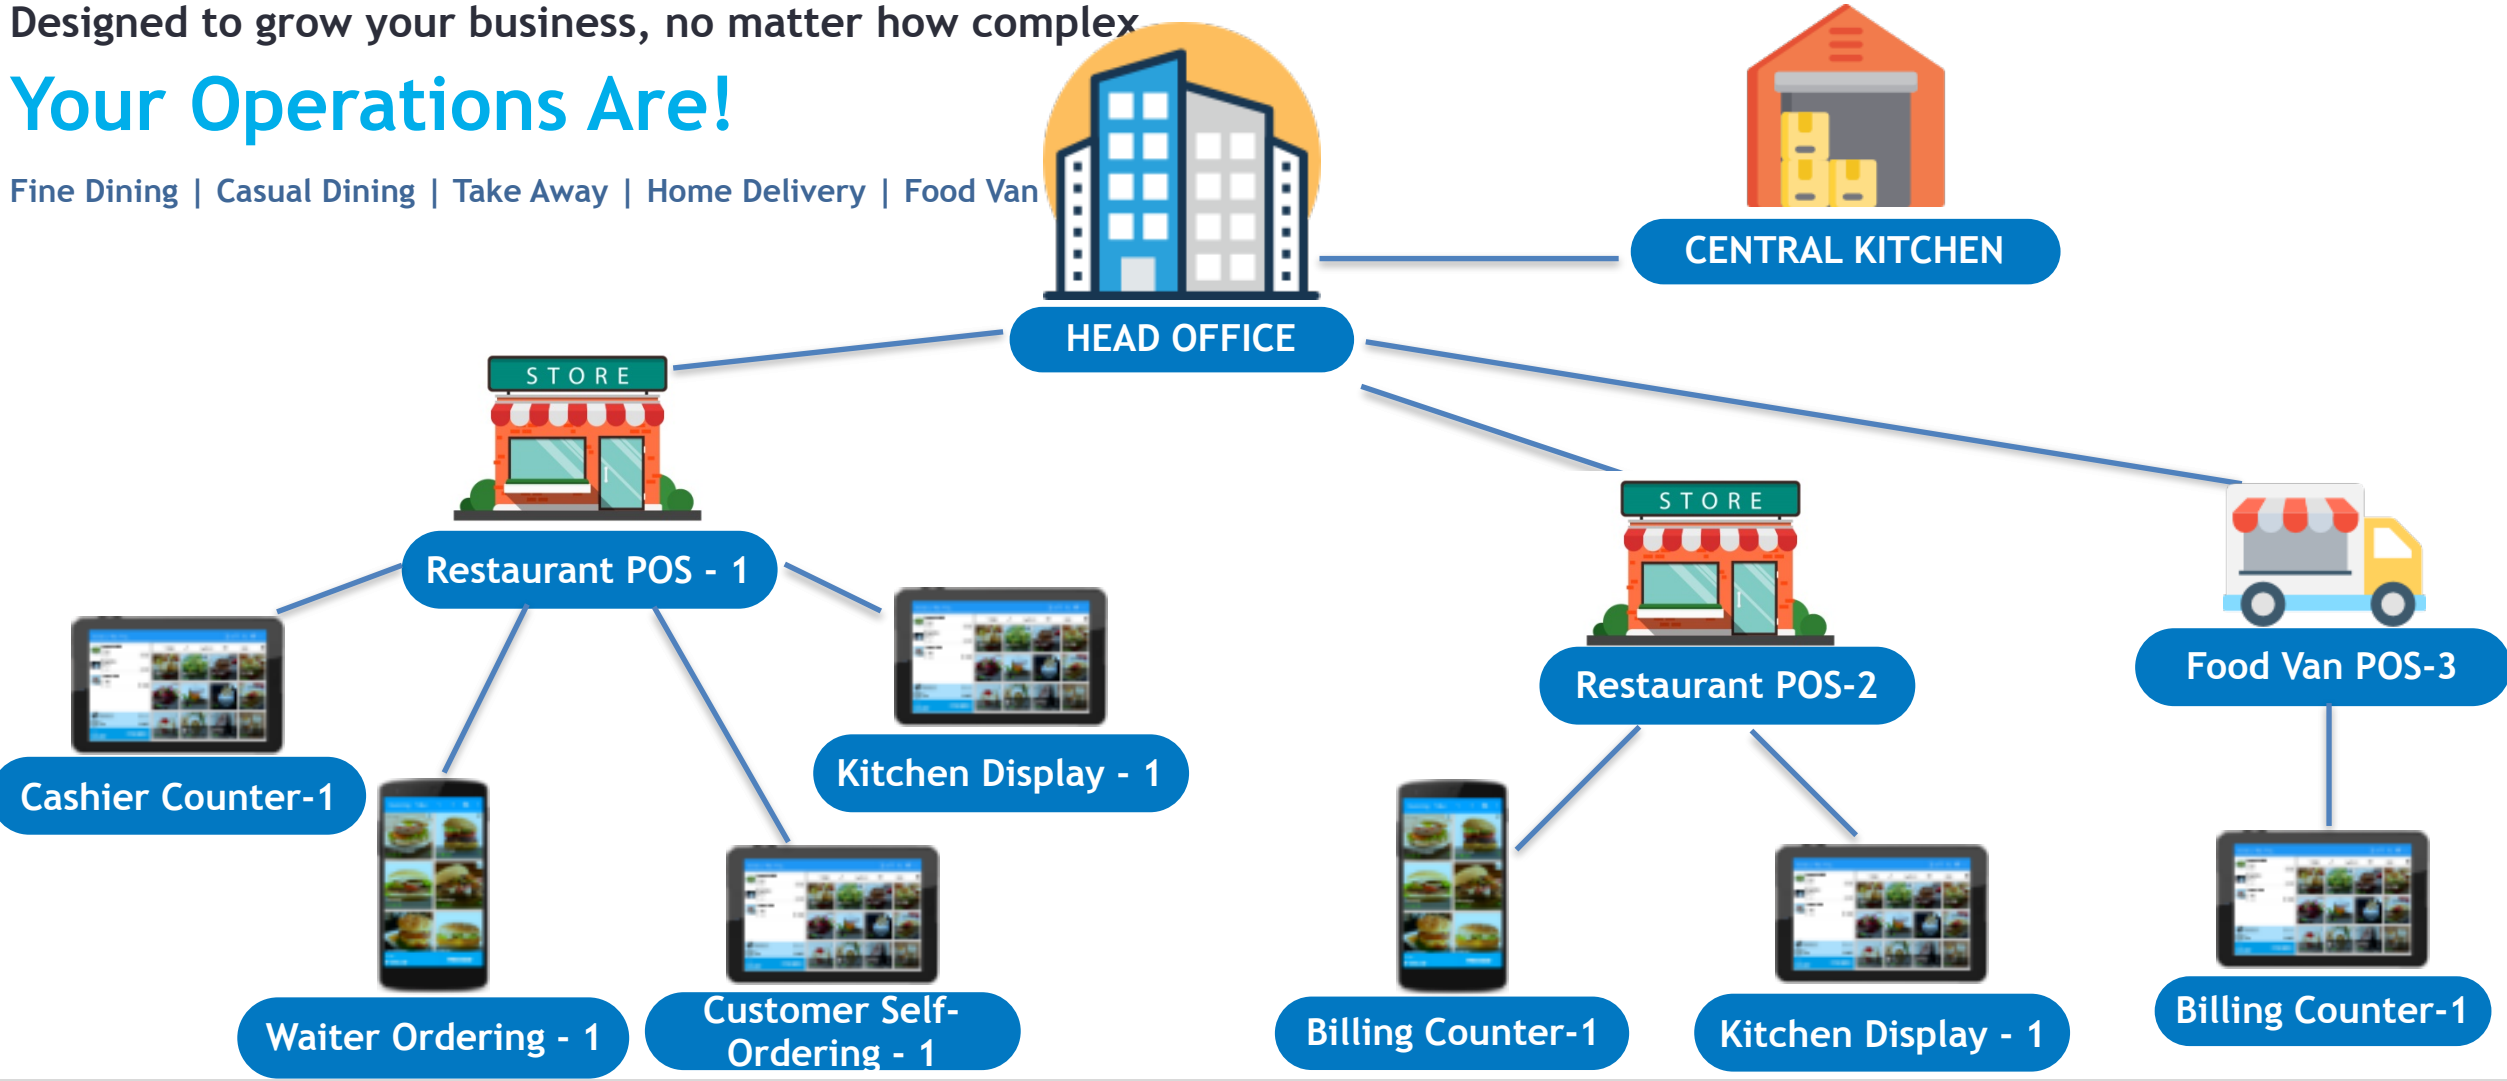 Designed to grow your business, no matter how complex
Your Operations Are!
Fine Dining | Casual Dining | Take Away | Home Delivery | Food Van
CENTRAL KITCHEN
HEAD OFFICE
STORE
Restaurant POS - 1
STORE
Restaurant POS-2
Food Van POS-3
Cashier Counter-1
Kitchen Display - 1
Waiter Ordering - 1
Customer Self-
Ordering - 1
Billing Counter-1
Kitchen Display - 1
Billing Counter-1